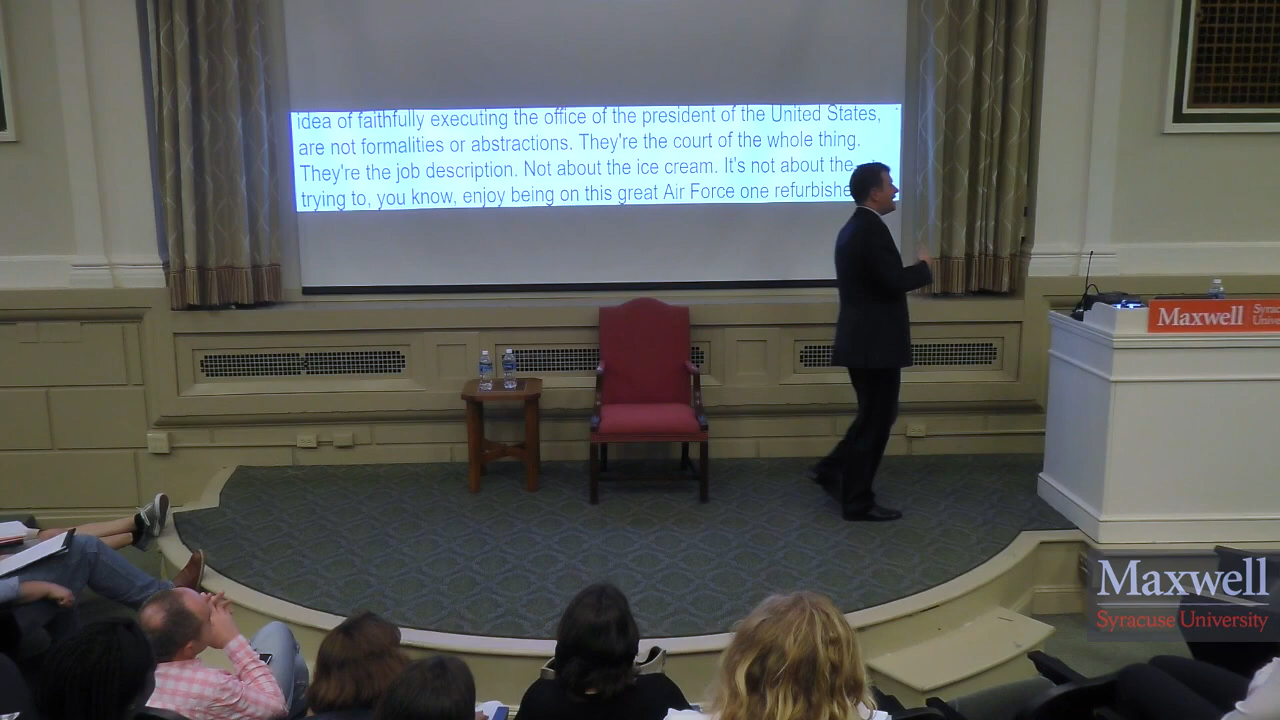 idea of faithfully executing the office of the president of the United States,
are not formalities or abstractions. They're the court of the whole thing.
They're the job description. Not about the ice cream. It's not about the
trying to, you know, enjoy being on this great Air Force one refurbishe
Maxwell
Maxwell
Syracuse University